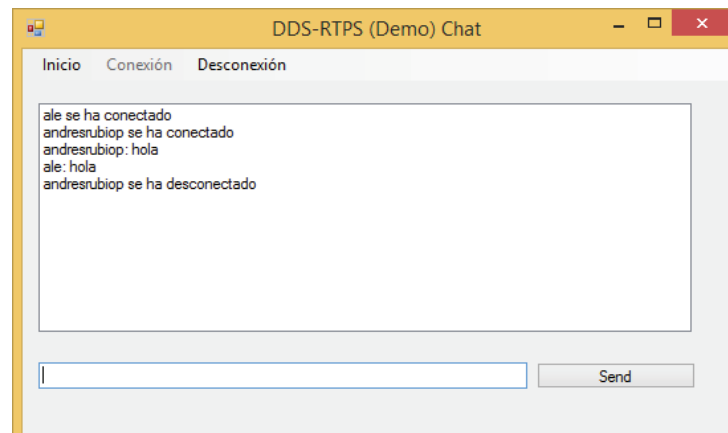 DDS-RTPS (Demo) Chat
Inicio Conexión Desconexión
ale se ha conectado
andresrubiop se ha conectado
andresrubiop: hola
ale: hola
andresrubiop se ha desconectado
Send